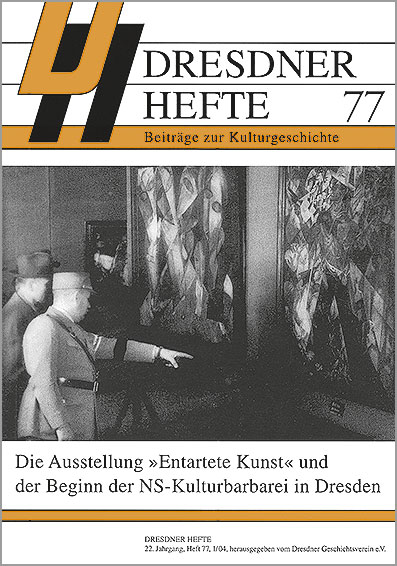 DRESDNER
HEFTE 77
Beiträge zur Kulturgeschichte
Die Ausstellung »Entartete Kunst« und
der Beginn der NS-Kulturbarbarei in Dresden
DRESDNER HEFTE
22. Jahrgang, Heft 77, 1/04, herausgegeben vom Dresdner Geschichtsverein e.V.